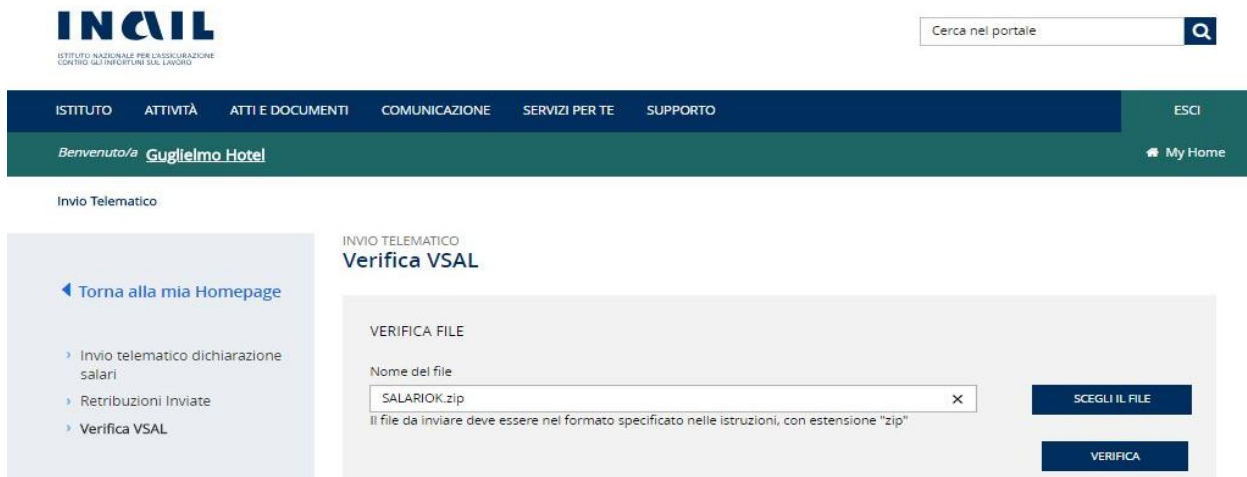 INAIL
ISTITUTO NAZIONALE PER L'ASSICURAZIONE
CONTRO GLI INFORTUNI SUL LAVORO
Cerca nel portale
ISTITUTO ATTIVITÀ ATTI E DOCUMENTI COMUNICAZIONE SERVIZI PER TE SUPPORTO ESCI
Benvenuto/a Guglielmo Hotel My Home
Invio Telematico
Torna alla mia Homepage
Invio telematico dichiarazione
salari
Retribuzioni Inviate
Verifica VSAL
INVIO TELEMATICO
Verifica VSAL
VERIFICA FILE
Nome del file
SALARIOK.zip
SCEGLI IL FILE
Il file da inviare deve essere nel formato specificato nelle istruzioni, con estensione "zip"
VERIFICA